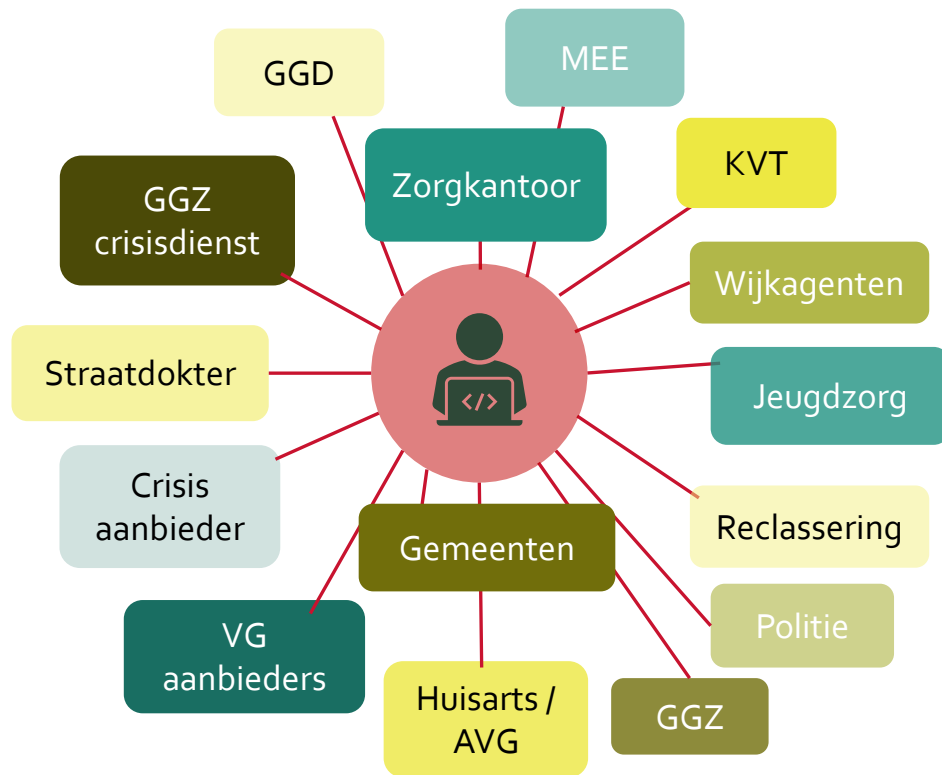 GGD
MEE
Zorgkantoor
KVT
GGZ
crisisdienst
Wijkagenten
Straatdokter
Jeugdzorg
</>
Crisis
aanbieder
Gemeenten
Reclassering
VG
aanbieders
Politie
Huisarts /
AVG
GGZ